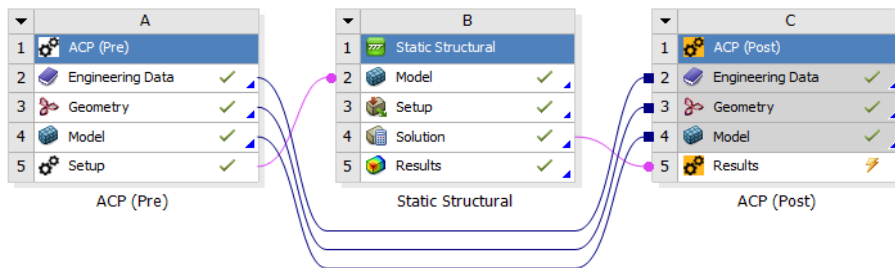 A
1 ACP (Pre)
2 Engineering Data
3 Geometry
4 Model
5 Setup
ACP (Pre)
B
1 Static Structural
2 Model
3 Setup
4 Solution
5 Results
Static Structural
C
1 ACP (Post)
2 Engineering Data
3 Geometry
4 Model
5 Results
ACP (Post)